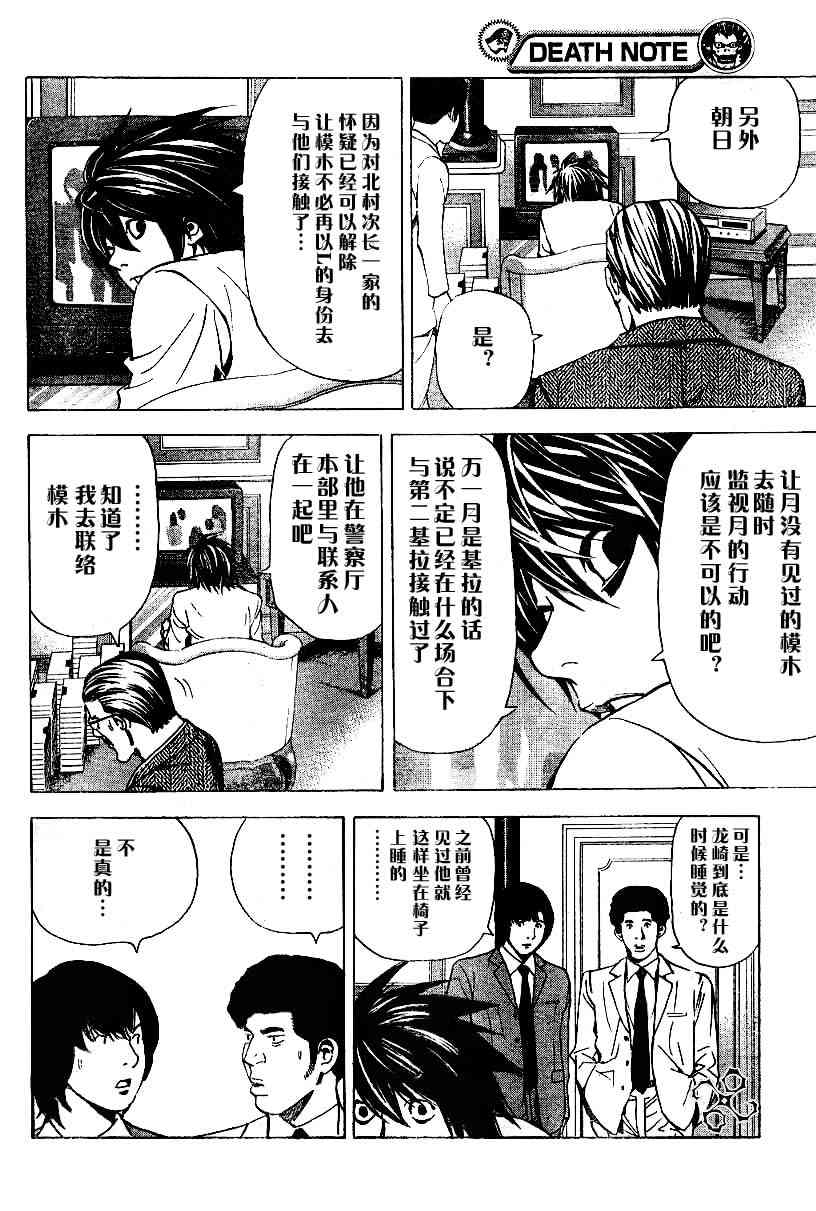 DEATH NOTE
另外
朝日
是？
因为对北村次长一家的
怀疑已经可以解除
让模木不必再以L的身份去
与他们接触了…
让月没有见过的模木
去随时
监视月的行动
应该是不可以的吧？
万一月是基拉的话
说不定已经在什么场合下
与第二基拉接触过了
让他在警察厅
本部里与联系人
在一起吧
………
知道了
我去联络
模木
可是…
龙崎到底是什么
时候睡觉的？
之前曾经
见过他就
这样坐在椅子
上睡的
………
………
不
是真的…